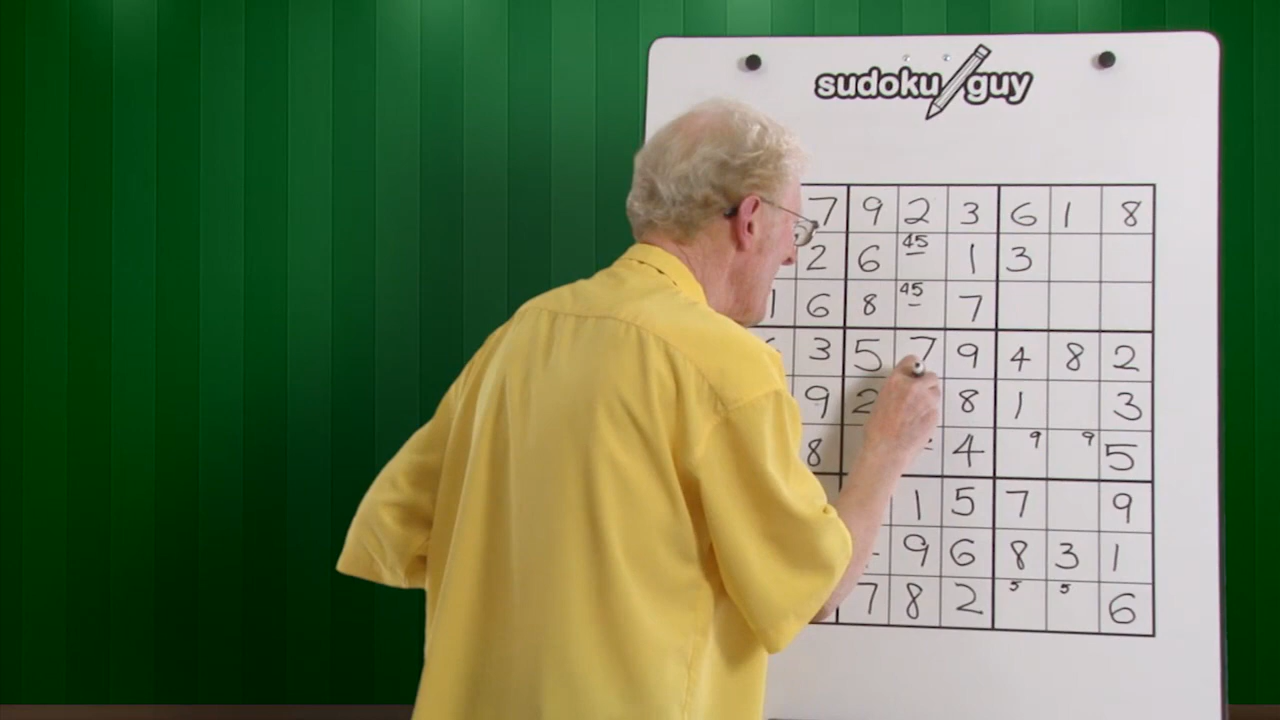 sudoku guy
7 9 2 3 6 1 8
2 6 45 1 3
1 6 8 45 7
3 5 7 9 4 8 2
9 2 8 1 3
8 4 9 9 5
1 5 7 9
9 6 8 3 1
7 8 2 5 5 6